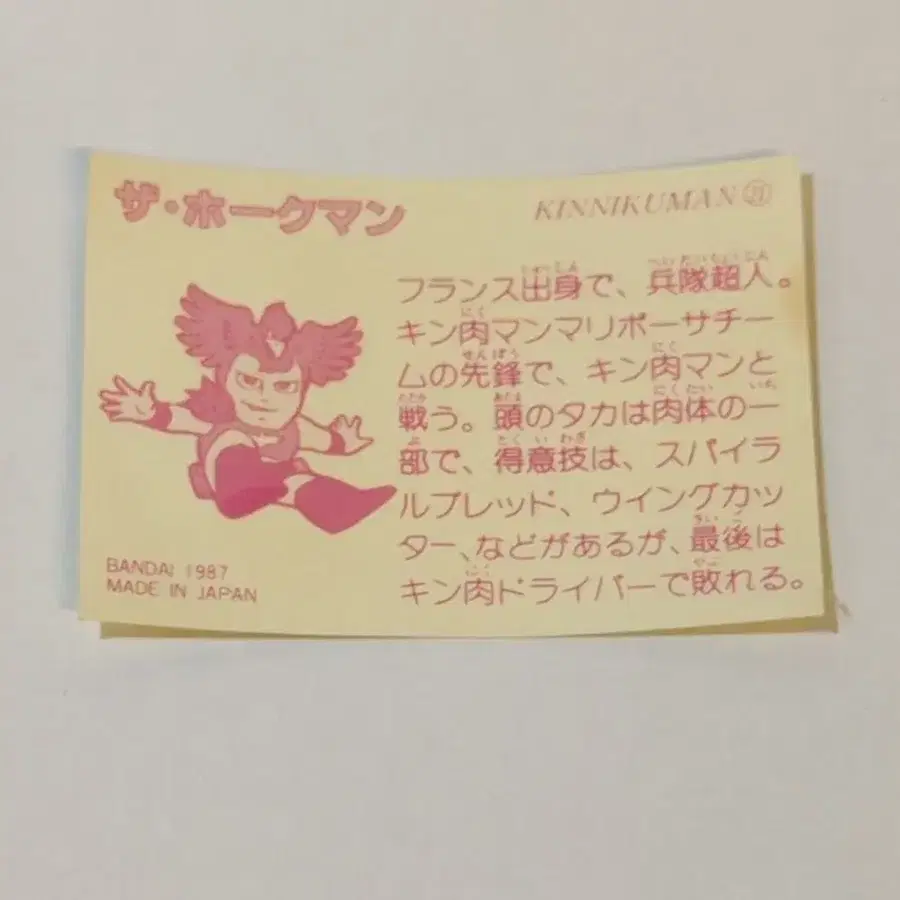 ザ・ホークマン
KINNIKUMAN
フランス出身で、兵隊超人。
キン肉マンマリポーサチー
ムの先鋒で、キン肉マンと
戦う。頭のタカは肉体の一
部で、得意技は、スパイラ
ルブレッド、ウイングカッ
ター、などがあるが、最後は
キン肉ドライバーで敗れる。
BANDAI 1987
MADE IN JAPAN